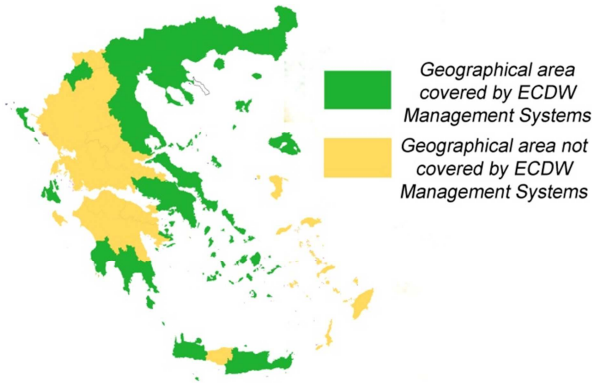 Geographical area
covered by ECDW
Management Systems
Geographical area not
covered by ECDW
Management Systems